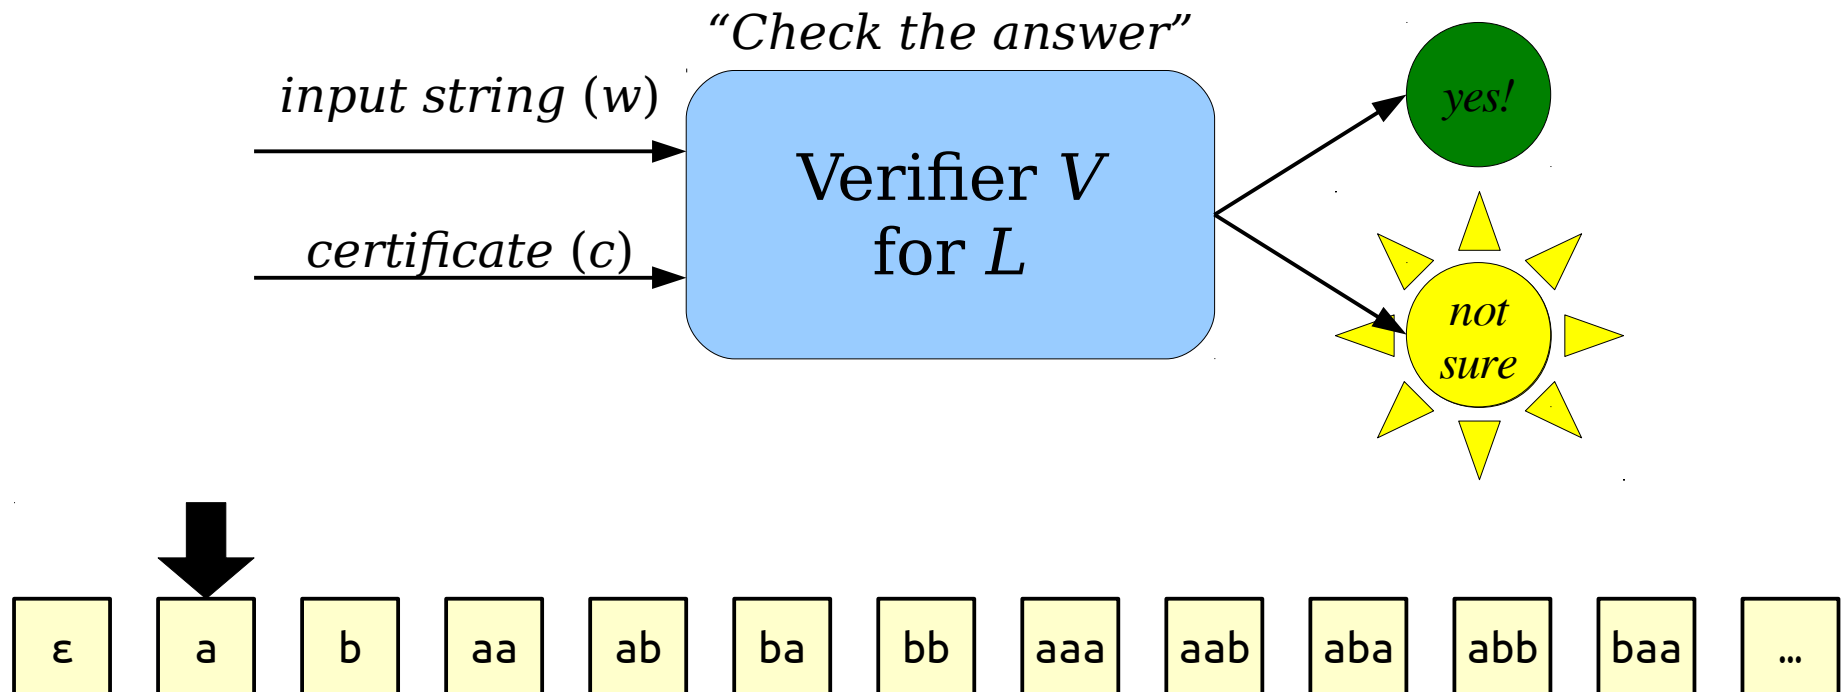 “Check the answer”
input string (w)
certificate (c)
Verifier V
for L
yes!
not
sure
ε a b aa ab ba bb aaa aab aba abb baa …